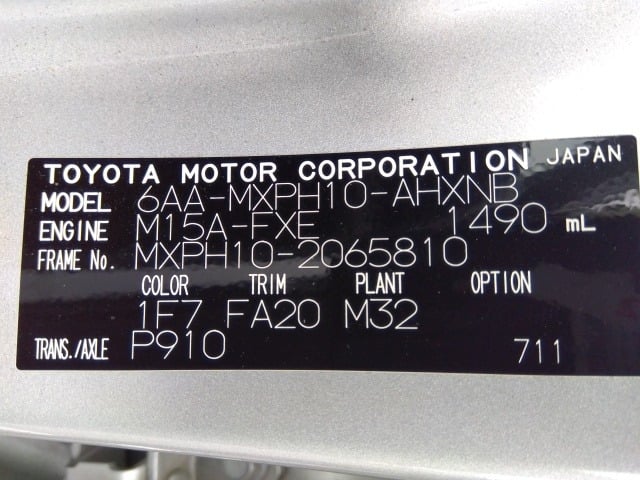 TOYOTA MOTOR CORPORATION JAPAN
MODEL 6AA-MXPH10-AHXNB
ENGINE M15A-FXE 1490 mL
FRAME No. MXPH10-2065810
COLOR TRIM PLANT OPTION
1F7 FA20 M32
TRANS./AXLE P910 711